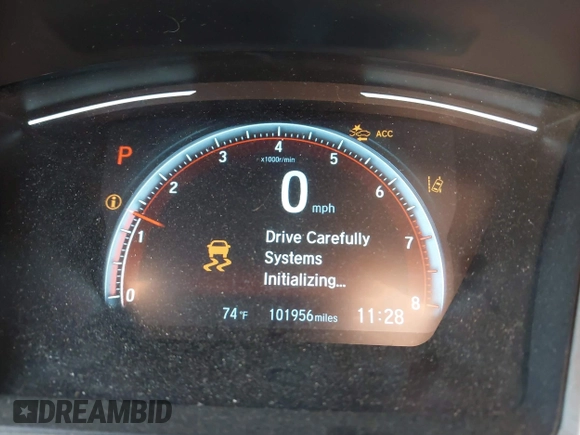 P
ACC
4
3
5
x1000r/min
2
6
0 mph
i
1
7
Drive Carefully
Systems
Initializing...
0
8
74°F 101956miles 11:28
DREAMBID